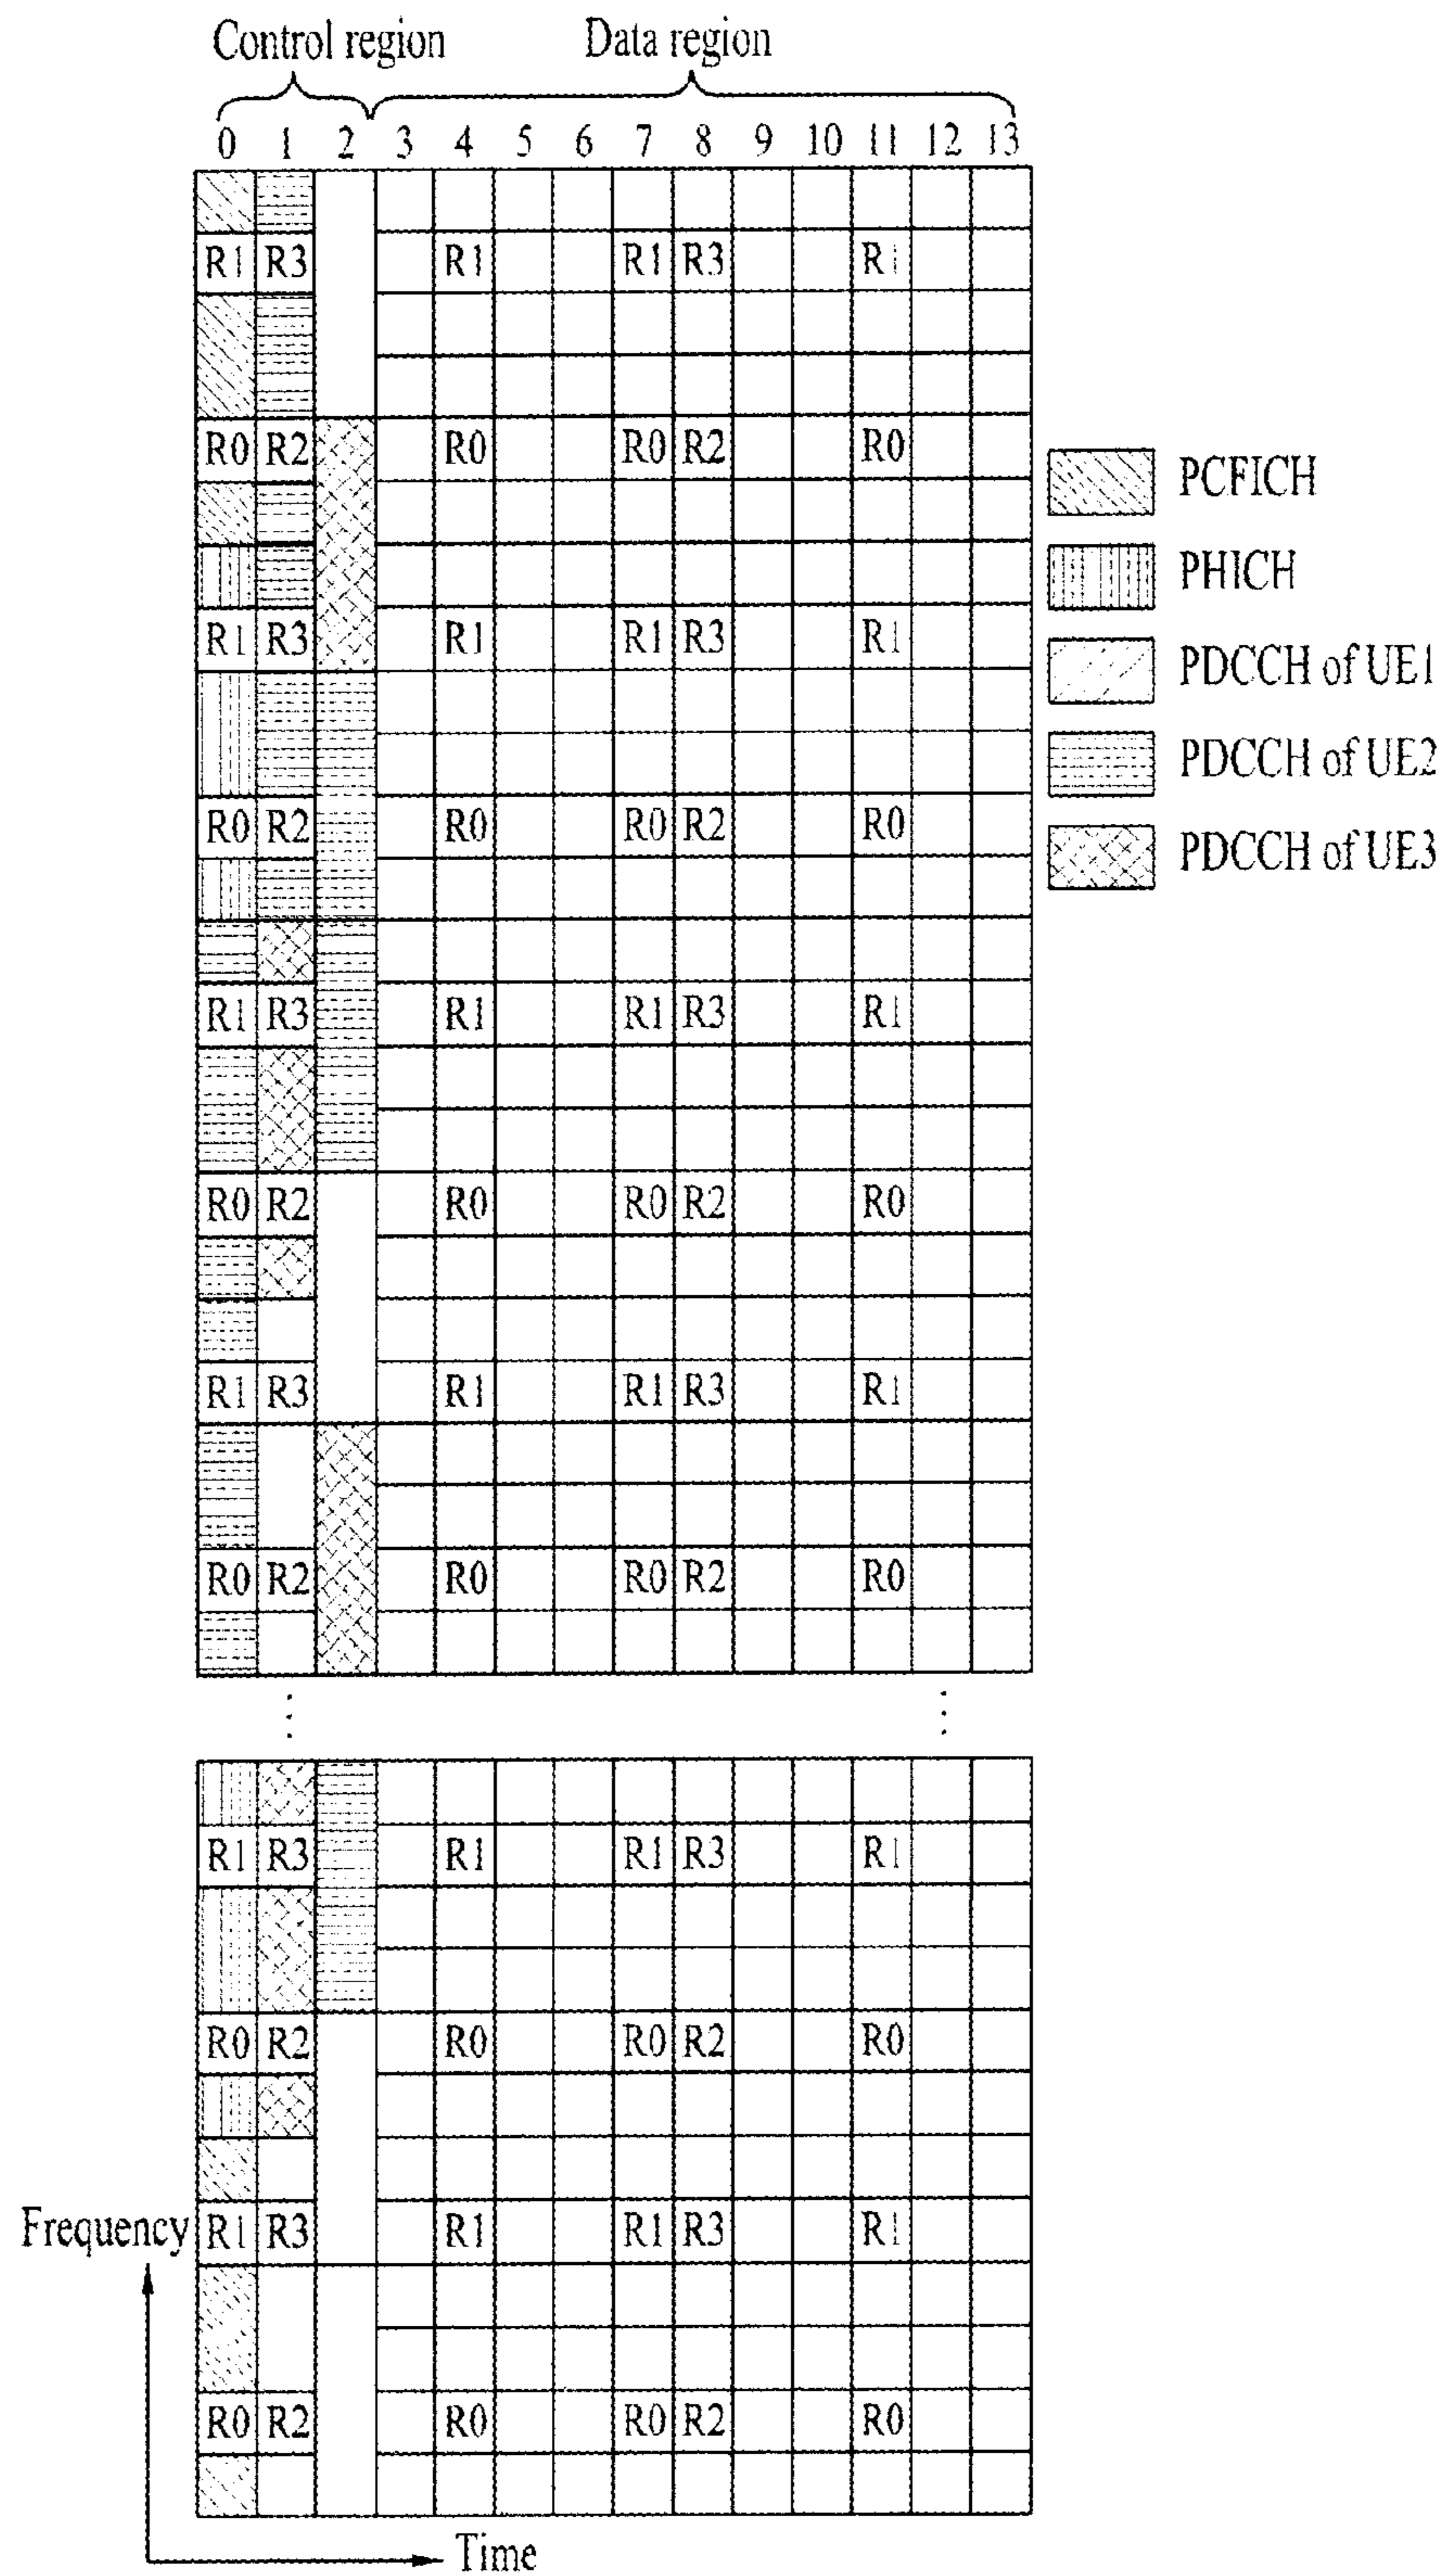 Control region Data region
0 1 2 3 4 5 6 7 8 9 10 11 12 13
R1 R3 R1 R1 R3 R1
R0 R2 R0 R0 R2 R0
PCFICH
PHICH
R1 R3 R1 R1 R3 R1
PDCCH of UE1
PDCCH of UE2
R0 R2 R0 R0 R2 R0
PDCCH of UE3
R1 R3 R1 R1 R3 R1
R0 R2 R0 R0 R2 R0
R1 R3 R1 R1 R3 R1
R0 R2 R0 R0 R2 R0
R1 R3 R1 R1 R3 R1
R0 R2 R0 R0 R2 R0
Frequency R1 R3 R1 R1 R3 R1
R0 R2 R0 R0 R2 R0
Time